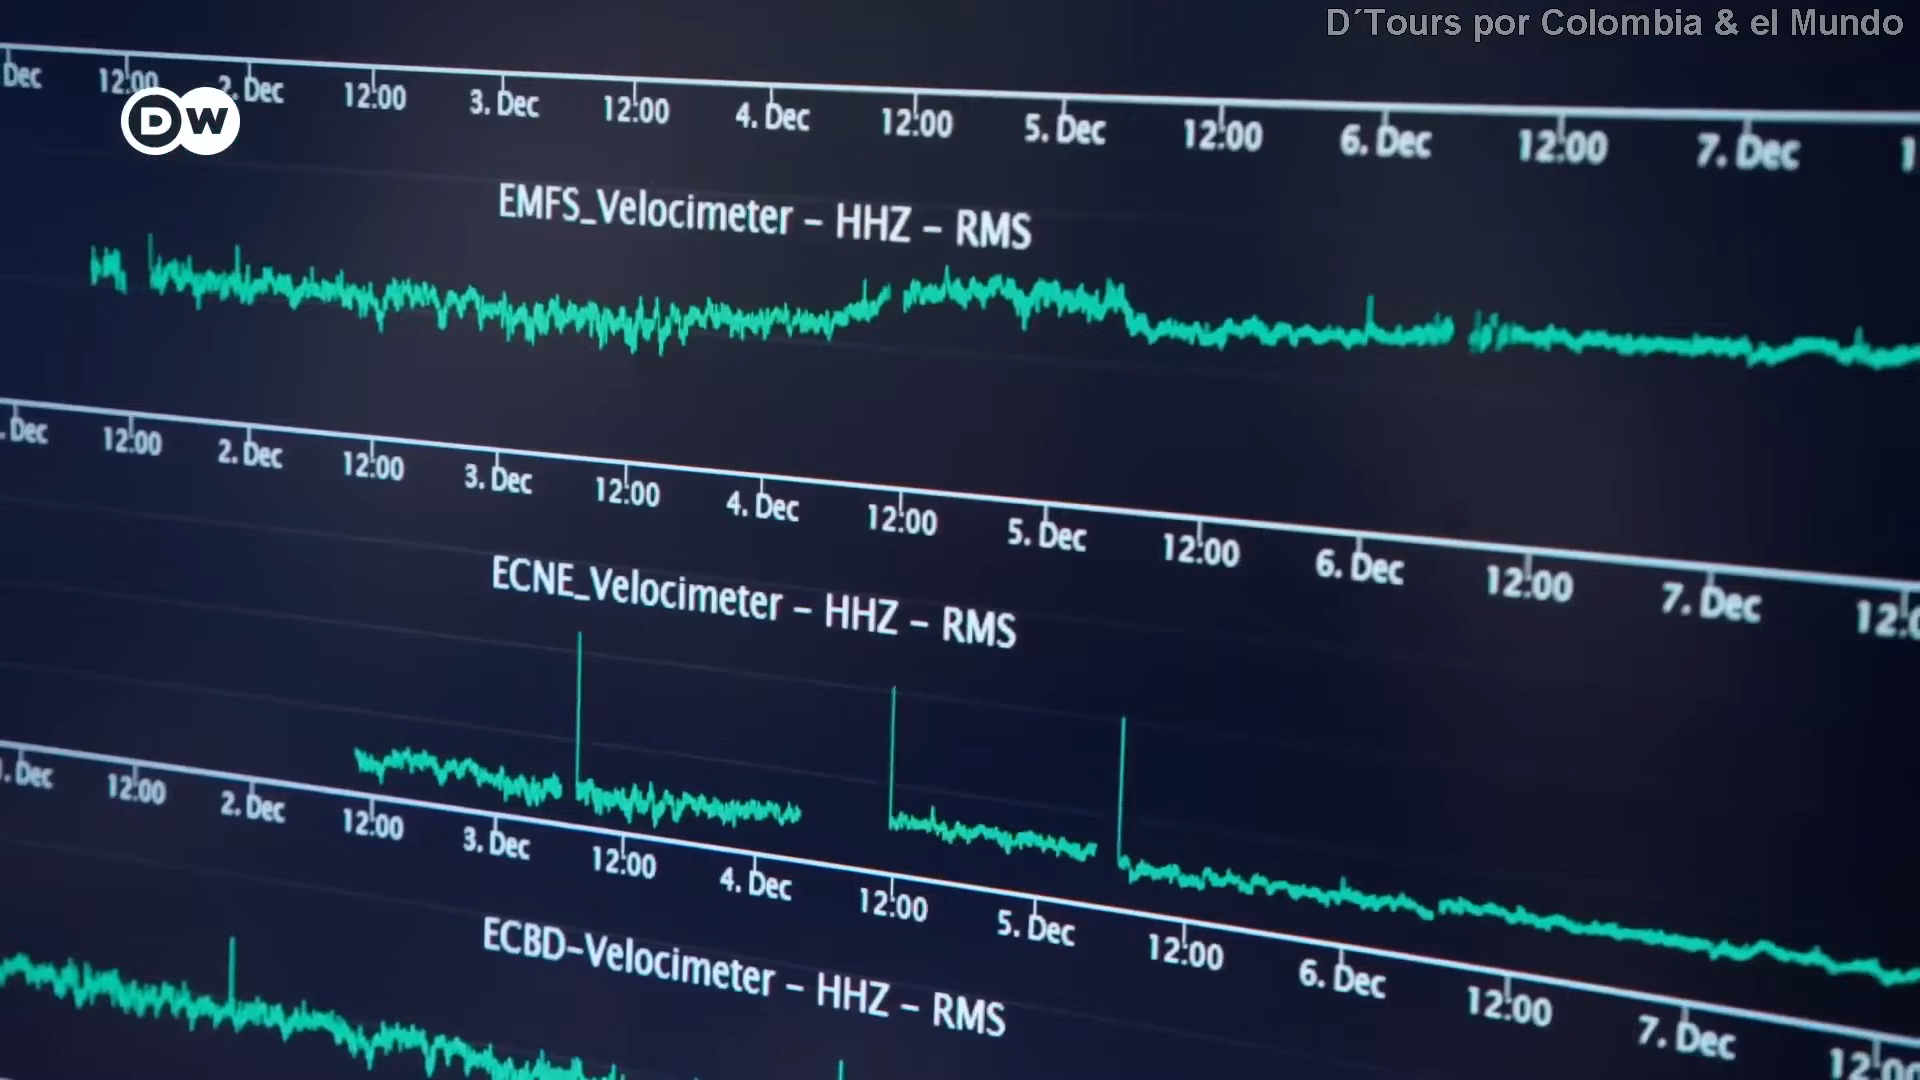 D´Tours por Colombia & el Mundo
Dec 12:00 2. Dec 12:00 3. Dec 12:00 4. Dec 12:00 5. Dec 12:00 6. Dec 12:00 7. Dec
DW
EMFS_Velocimeter – HHZ – RMS
. Dec 12:00 2. Dec 12:00 3. Dec 12:00 4. Dec 12:00 5. Dec 12:00 6. Dec 12:00 7. Dec 12:0
ECNE_Velocimeter – HHZ – RMS
. Dec 12:00 2. Dec 12:00 3. Dec 12:00 4. Dec 12:00 5. Dec 12:00 6. Dec 12:00 7. Dec 12:00
ECBD-Velocimeter – HHZ – RMS